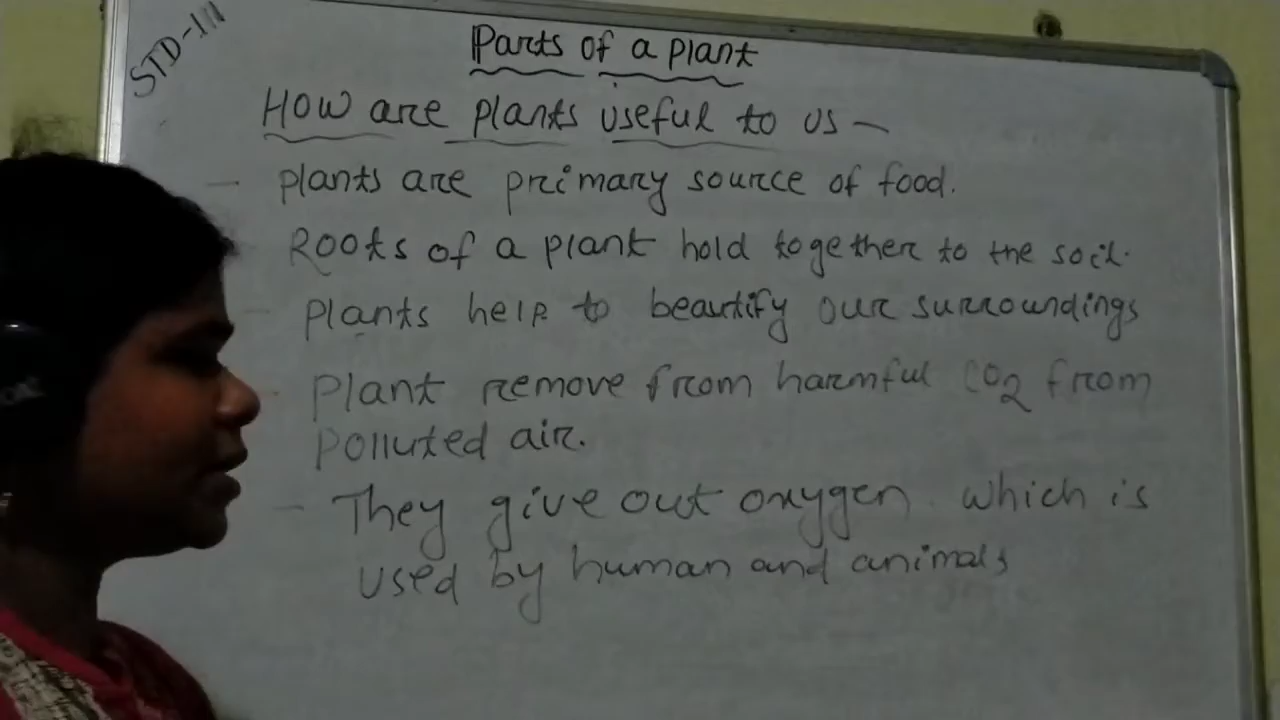 STD-III
Parts of a plant
How are plants useful to us —
- plants are primary source of food.
Roots of a plant hold together to the soil.
- Plants help to beautify our surroundings
- Plant remove from harmful CO2 from
polluted air.
- They give out oxygen which is
used by human and animals